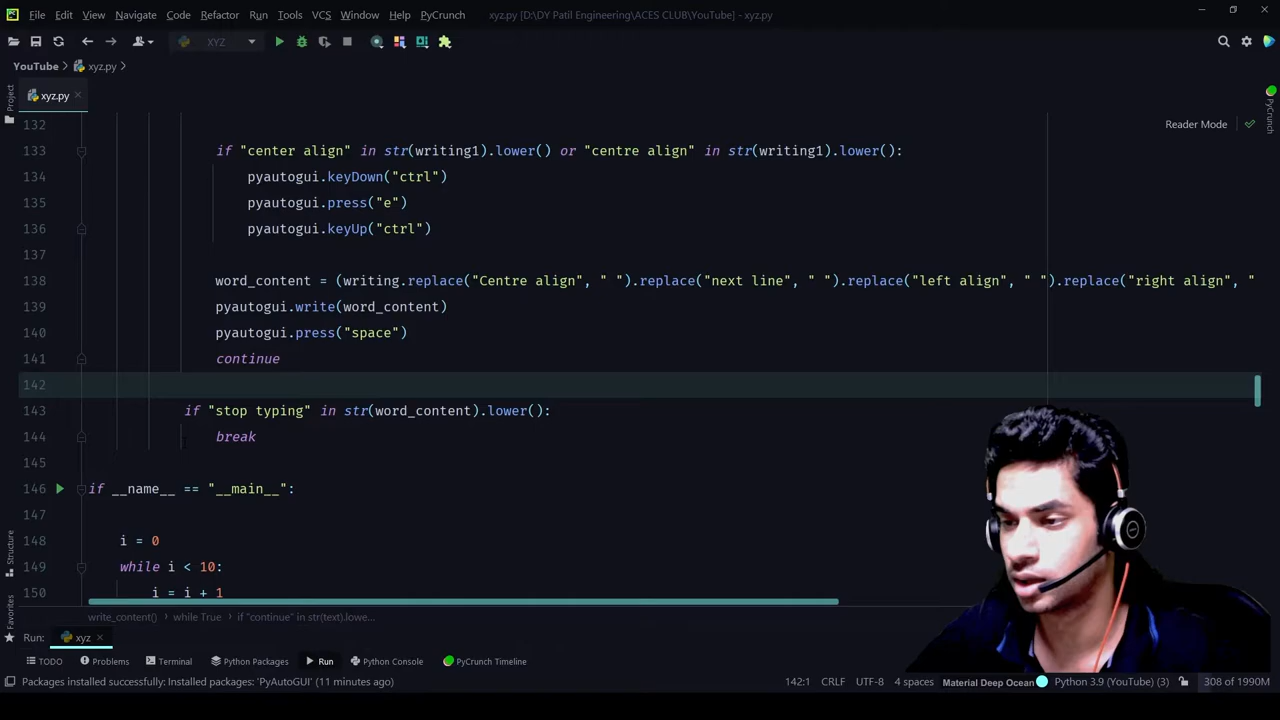 File Edit View Navigate Code Refactor Run Tools VCS Window Help PyCrunch xyz.py [D:\DY Patil Engineering\ACES CLUB\YouTube] - xyz.py
XYZ
YouTube xyz.py
Project
xyz.py
PyCrunch
Reader Mode
132
133 if "center align" in str(writing1).lower() or "centre align" in str(writing1).lower():
134 pyautogui.keyDown("ctrl")
135 pyautogui.press("e")
136 pyautogui.keyUp("ctrl")
137
138 word_content = (writing.replace("Centre align", " ").replace("next line", " ").replace("left align", " ").replace("right align", "
139 pyautogui.write(word_content)
140 pyautogui.press("space")
141 continue
142
143 if "stop typing" in str(word_content).lower():
144 break
145
146 if __name__ == "__main__":
147
148 i = 0
149 while i < 10:
150 i = i + 1
Structure
Favorites
write_content() while True if "continue" in str(text).lowe...
Run: xyz
TODO Problems Terminal Python Packages Run Python Console PyCrunch Timeline
Packages installed successfully: Installed packages: 'PyAutoGUI' (11 minutes ago) 142:1 CRLF UTF-8 4 spaces Material Deep Ocean Python 3.9 (YouTube) (3) 308 of 1990M